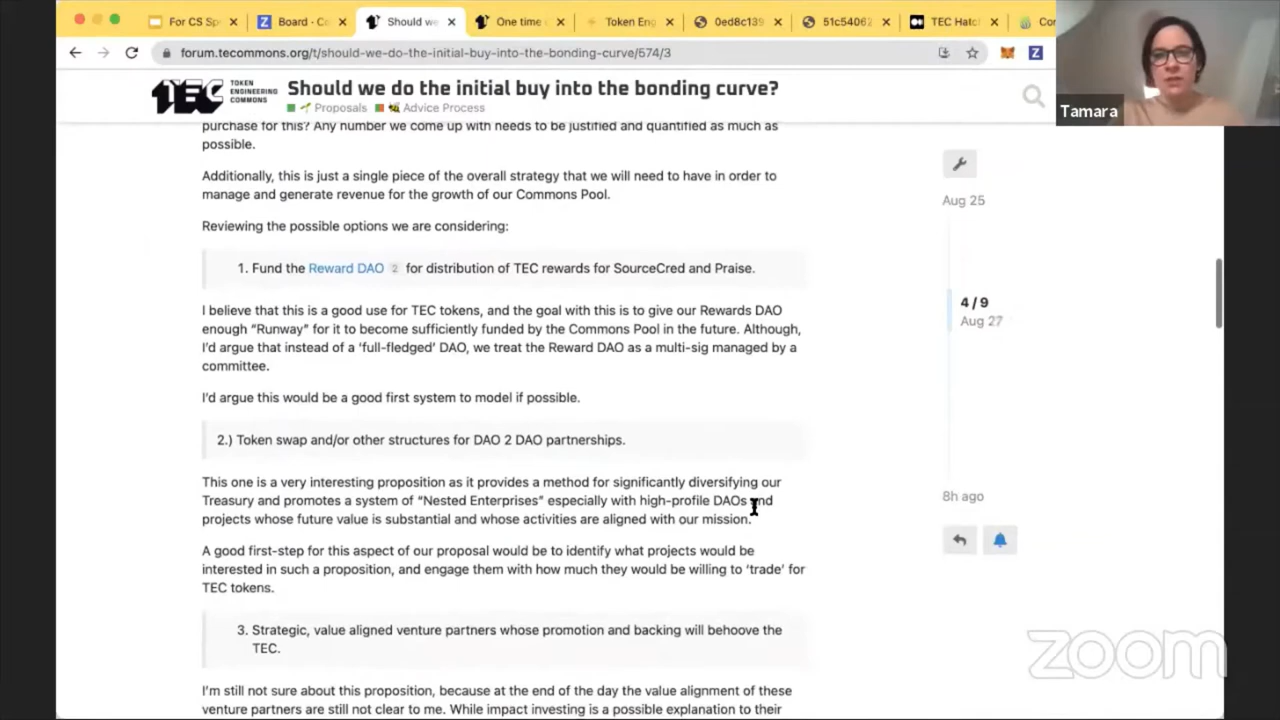 For CS Sp
Board - Ca
Should we
One time
Token Eng
0ed8c139
51c54062
TEC Hatc
Cor
forum.tecommons.org/t/should-we-do-the-initial-buy-into-the-bonding-curve/574/3
TEC TOKEN ENGINEERING COMMONS
Should we do the initial buy into the bonding curve?
Proposals Advice Process
Tamara
purchase for this? Any number we come up with needs to be justified and quantified as much as
possible.
Additionally, this is just a single piece of the overall strategy that we will need to have in order to
manage and generate revenue for the growth of our Commons Pool.
Reviewing the possible options we are considering:
1. Fund the Reward DAO 2 for distribution of TEC rewards for SourceCred and Praise.
I believe that this is a good use for TEC tokens, and the goal with this is to give our Rewards DAO
enough “Runway” for it to become sufficiently funded by the Commons Pool in the future. Although,
I’d argue that instead of a ‘full-fledged’ DAO, we treat the Reward DAO as a multi-sig managed by a
committee.
I’d argue this would be a good first system to model if possible.
2.) Token swap and/or other structures for DAO 2 DAO partnerships.
This one is a very interesting proposition as it provides a method for significantly diversifying our
Treasury and promotes a system of “Nested Enterprises” especially with high-profile DAOs and
projects whose future value is substantial and whose activities are aligned with our mission.
A good first-step for this aspect of our proposal would be to identify what projects would be
interested in such a proposition, and engage them with how much they would be willing to ‘trade’ for
TEC tokens.
3. Strategic, value aligned venture partners whose promotion and backing will behoove the
TEC.
I’m still not sure about this proposition, because at the end of the day the value alignment of these
venture partners are still not clear to me. While impact investing is a possible explanation to their
Aug 25
4 / 9
Aug 27
8h ago
zoom